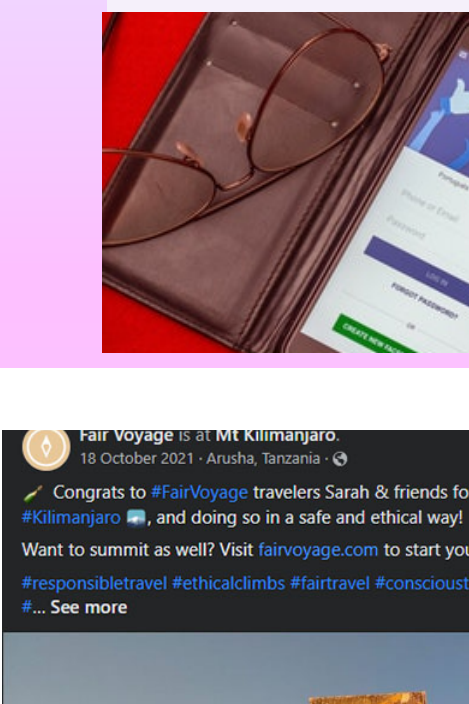 Português
Phone or Email
Password
LOG IN
FORGOT PASSWORD?
OR
CREATE NEW FACE
Fair Voyage is at Mt Kilimanjaro.
18 October 2021 · Arusha, Tanzania ·
Congrats to #FairVoyage travelers Sarah & friends fo
#Kilimanjaro , and doing so in a safe and ethical way!
Want to summit as well? Visit fairvoyage.com to start you
#responsibletravel #ethicalclimbs #fairtravel #conscioust
#... See more